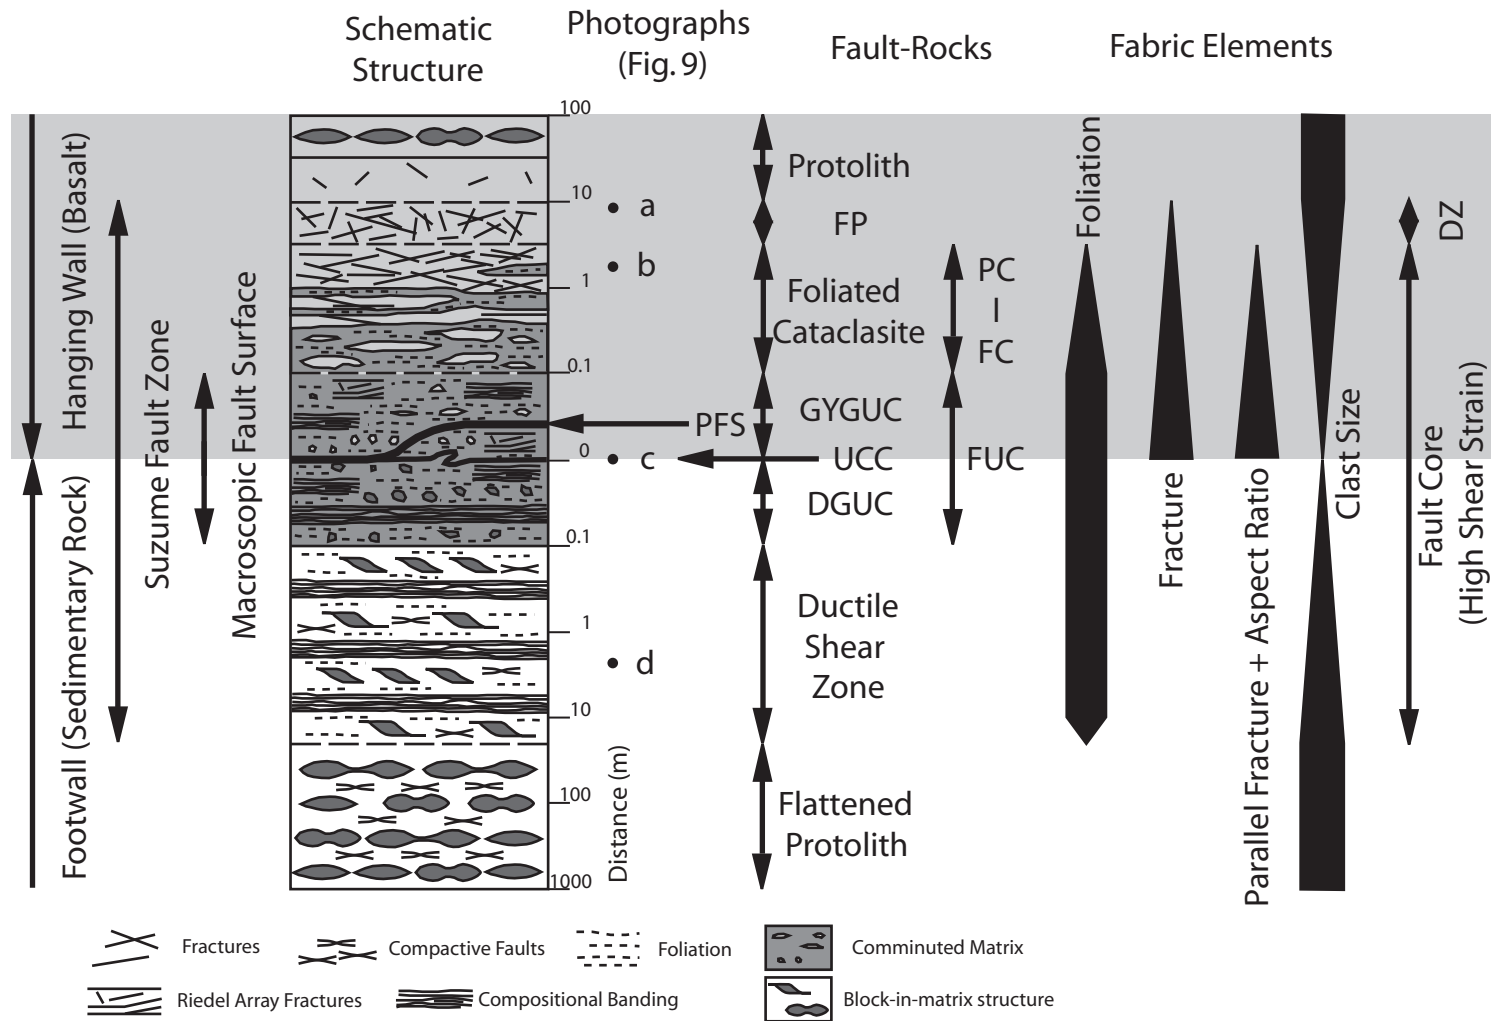 Schematic
Structure
Photographs
(Fig. 9)
Fault-Rocks
Fabric Elements
Hanging Wall (Basalt)
Footwall (Sedimentary Rock)
Suzume Fault Zone
Macroscopic Fault Surface
100
10
1
0.1
0
0.1
1
10
100
1000
Distance (m)
a
b
c
d
Protolith
FP
Foliated
Cataclasite
GYGUC
PFS
UCC
DGUC
Ductile
Shear
Zone
Flattened
Protolith
PC
I
FC
FUC
Foliation
Fracture
Parallel Fracture + Aspect Ratio
Clast Size
DZ
Fault Core
(High Shear Strain)
Fractures
Compactive Faults
Foliation
Comminuted Matrix
Riedel Array Fractures
Compositional Banding
Block-in-matrix structure